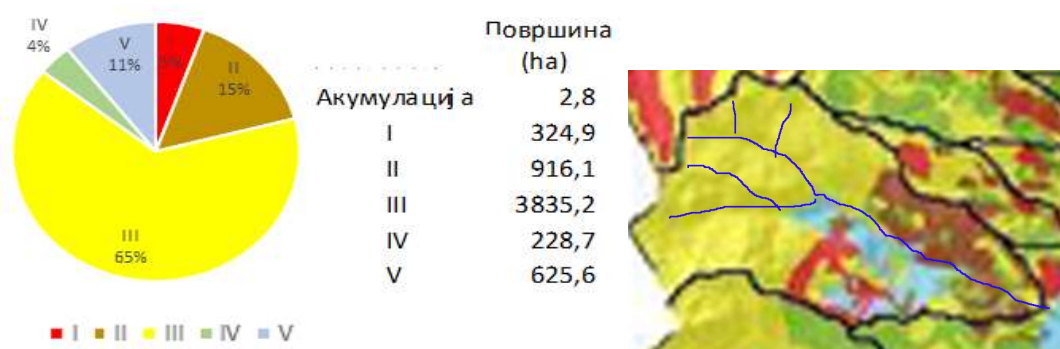 IV
4%
V
11%
I
5%
II
15%
III
65%
I II III IV V
Површина
(ha)
Акумулација 2,8
I 324,9
II 916,1
III 3835,2
IV 228,7
V 625,6